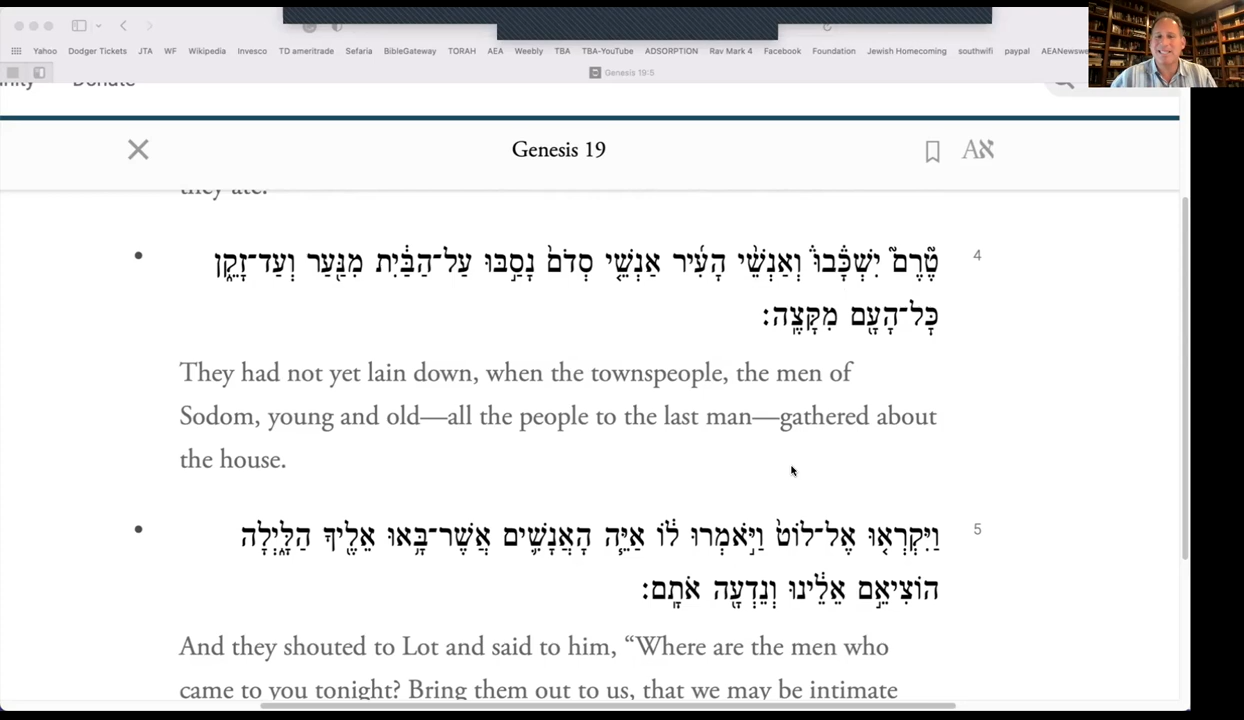 Yahoo Dodger Tickets JTA WF Wikipedia Invesco TD ameritrade Sefaria BibleGateway TORAH AEA Weebly TBA TBA-YouTube ADSORPTION Rav Mark 4 Facebook Foundation Jewish Homecoming southwifi paypal AEANewswe
Genesis 19:5
Donate
Genesis 19
Aא
they ate.
4
טֶ֘רֶם֮ יִשְׁכָּ֒בוּ֒ וְאַנְשֵׁ֨י הָעִ֜יר אַנְשֵׁ֤י סְדֹם֙ נָסַ֣בּוּ עַל־הַבַּ֔יִת מִנַּ֖עַר וְעַד־זָקֵ֑ן
כׇּל־הָעָ֖ם מִקָּצֶֽה׃
They had not yet lain down, when the townspeople, the men of
Sodom, young and old—all the people to the last man—gathered about
the house.
5
וַיִּקְרְא֤וּ אֶל־לוֹט֙ וַיֹּ֣אמְרוּ ל֔וֹ אַיֵּ֧ה הָאֲנָשִׁ֛ים אֲשֶׁר־בָּ֥אוּ אֵלֶ֖יךָ הַלָּ֑יְלָה
הוֹצִיאֵ֣ם אֵלֵ֔ינוּ וְנֵדְעָ֖ה אֹתָֽם׃
And they shouted to Lot and said to him, “Where are the men who
came to you tonight? Bring them out to us, that we may be intimate